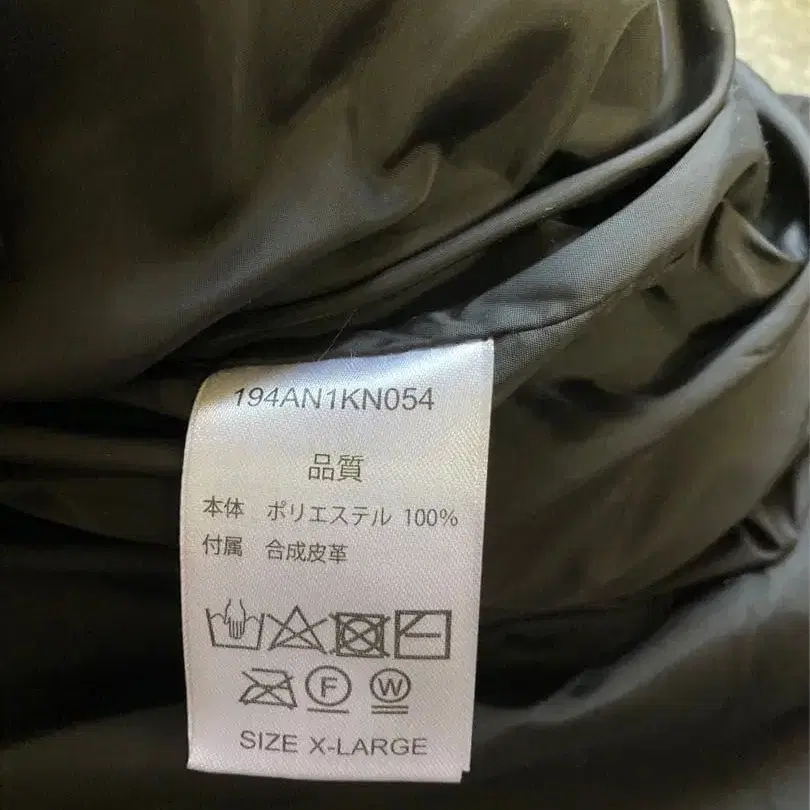 194AN1KN054
品質
本体 ポリエステル 100%
付属 合成皮革
F W
SIZE X-LARGE